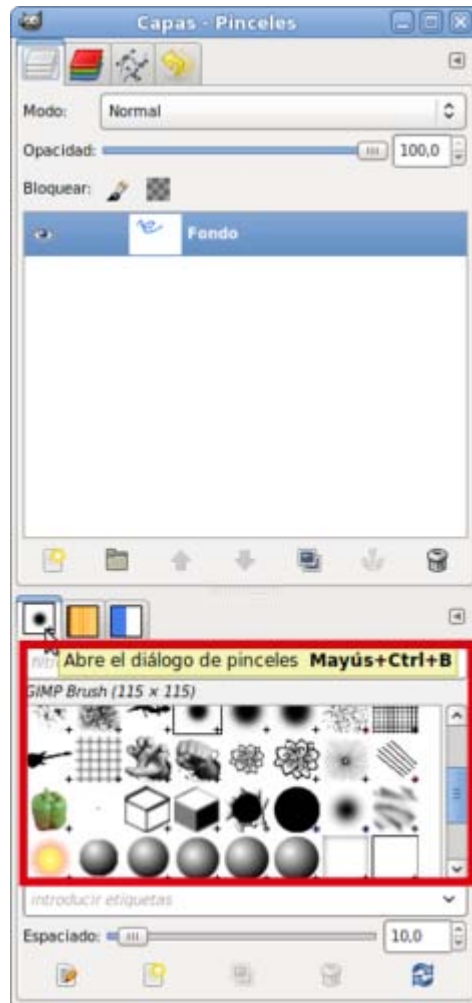 Capas - Pinceles
Modo: Normal
Opacidad: 100,0
Bloquear:
Fondo
Abre el diálogo de pinceles Mayús+Ctrl+B
GIMP Brush (115 × 115)
introducir etiquetas
Espaciado: 10,0